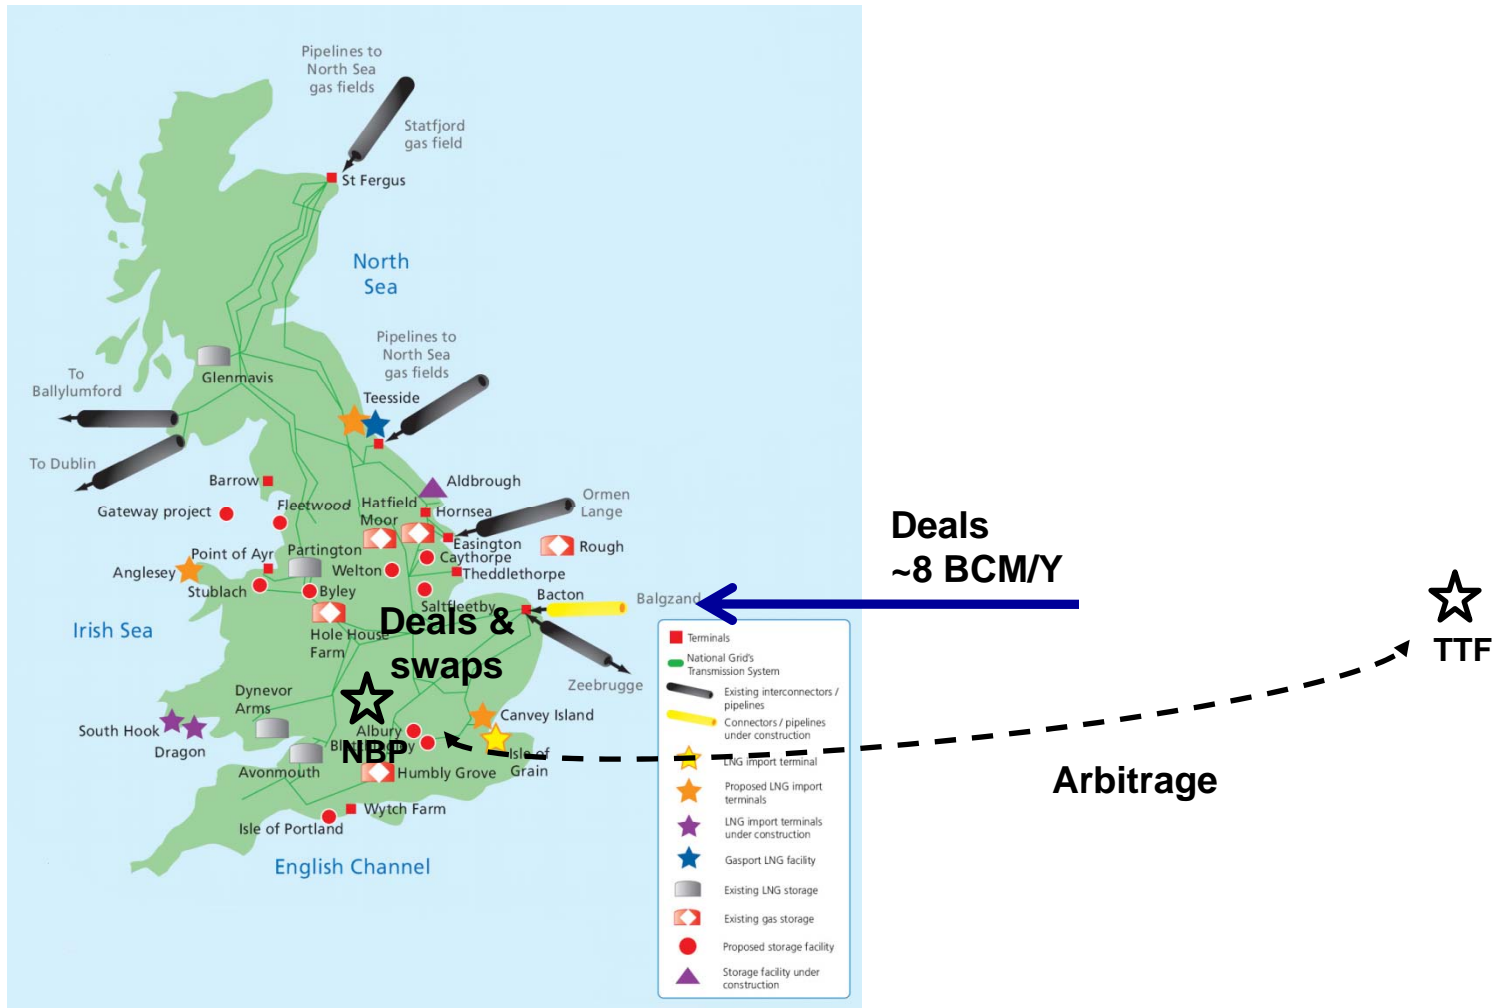 Pipelines to
North Sea
gas fields
Statfjord
gas field
St Fergus
North
Sea
Pipelines to
North Sea
gas fields
To
Ballylumford
Glenmavis
Teesside
To Dublin
Barrow
Aldbrough
Gateway project
Fleetwood
Hatfield
Moor
Hornsea
Ormen
Lange
Easington
Rough
Point of Ayr
Partington
Caythorpe
Anglesey
Welton
Theddlethorpe
Stublach
Byley
Saltfleetby
Bacton
Balgzand
Deals
~8 BCM/Y
Irish Sea
Hole House
Farm
Deals &
swaps
Zeebrugge
TTF
Dynevor
Arms
South Hook
Dragon
Canvey Island
Albury
Bletchingley
NBP
Isle of
Grain
Avonmouth
Humbly Grove
Arbitrage
Wytch Farm
Isle of Portland
English Channel
Terminals
National Grid's
Transmission System
Existing interconnectors /
pipelines
Connectors / pipelines
under construction
LNG import terminal
Proposed LNG import
terminals
LNG import terminals
under construction
Gasport LNG facility
Existing LNG storage
Existing gas storage
Proposed storage facility
Storage facility under
construction